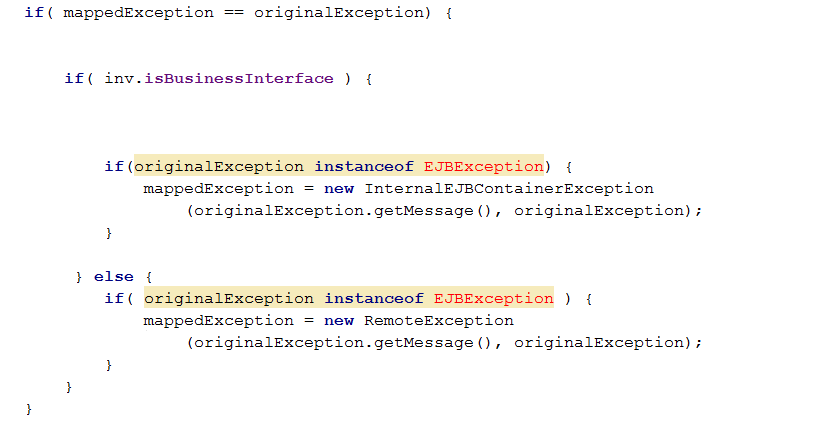 if( mappedException == originalException) {
if( inv.isBusinessInterface ) {
if(originalException instanceof EJBException) {
mappedException = new InternalEJBContainerException
(originalException.getMessage(), originalException);
}
} else {
if( originalException instanceof EJBException ) {
mappedException = new RemoteException
(originalException.getMessage(), originalException);
}
}
}